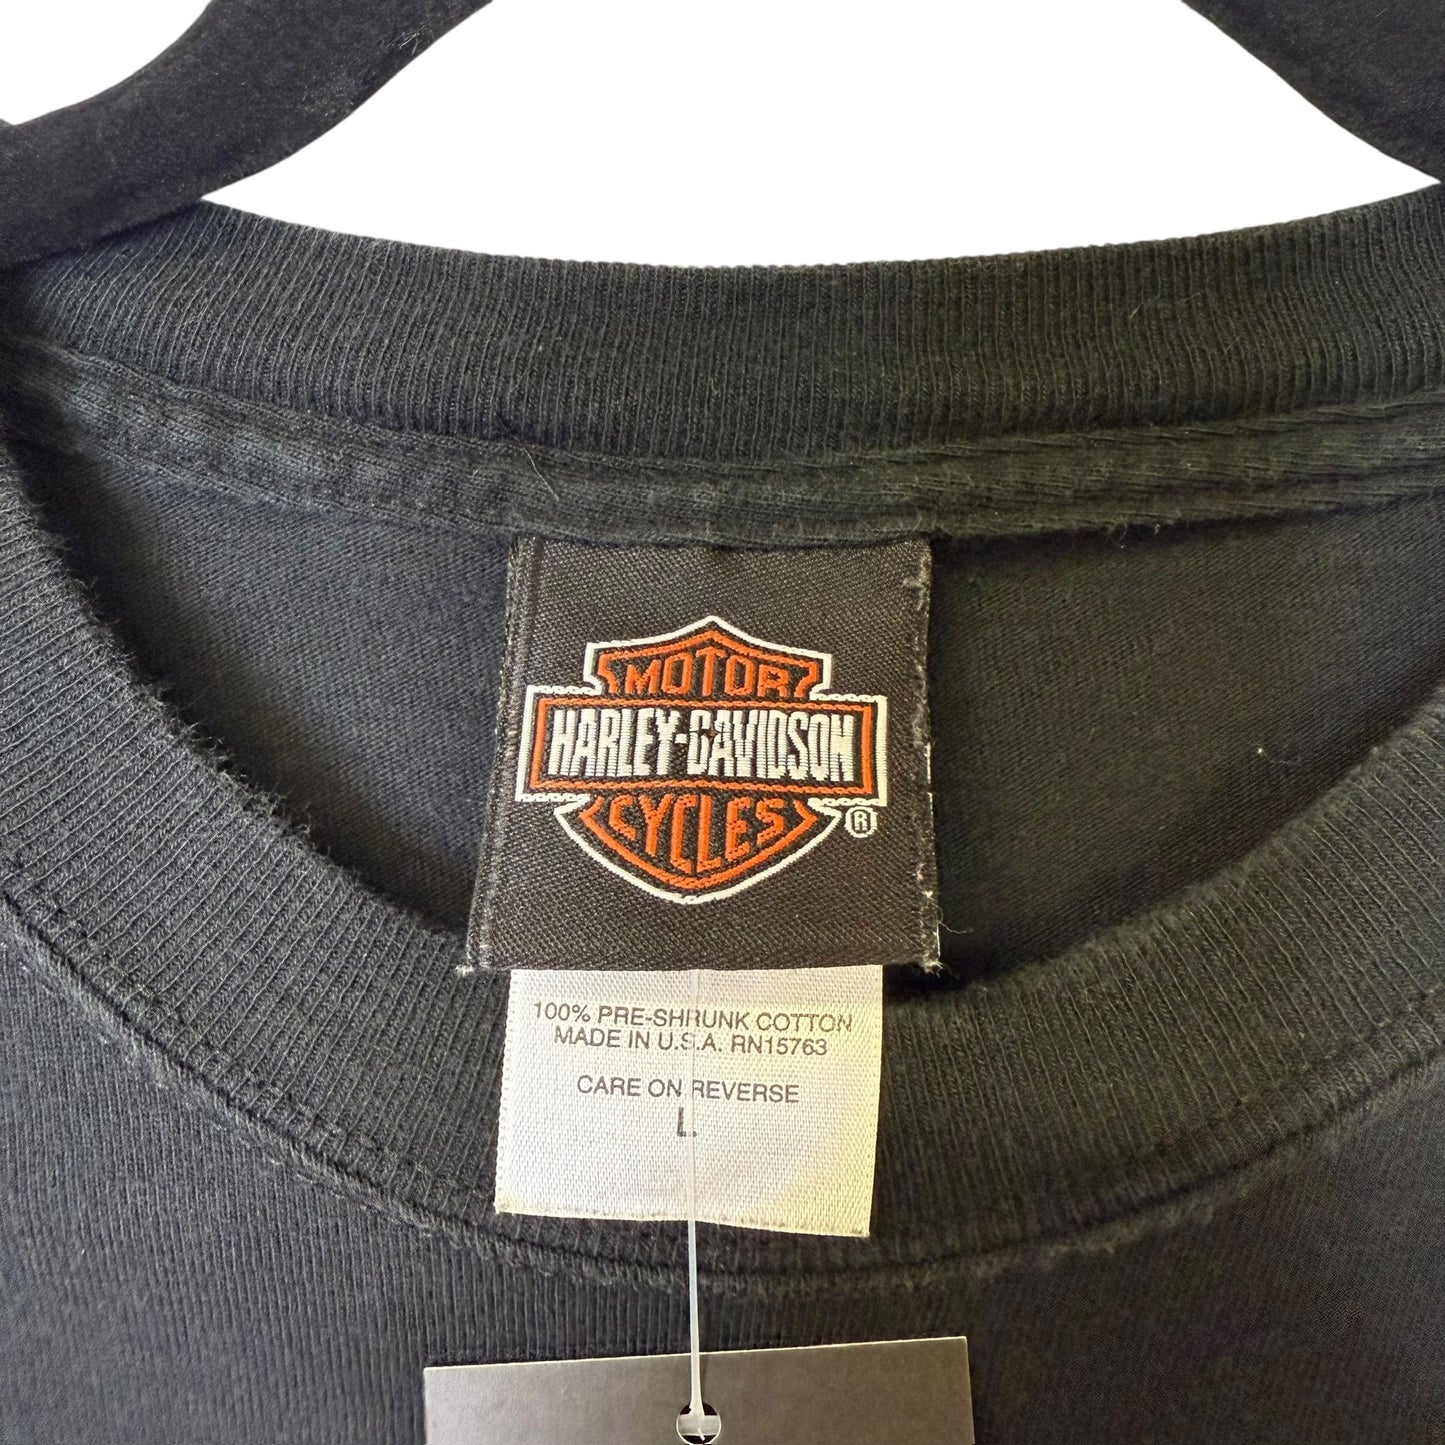 MOTOR
HARLEY-DAVIDSON
CYCLES
®
100% PRE-SHRUNK COTTON
MADE IN U.S.A. RN15763
CARE ON REVERSE
L